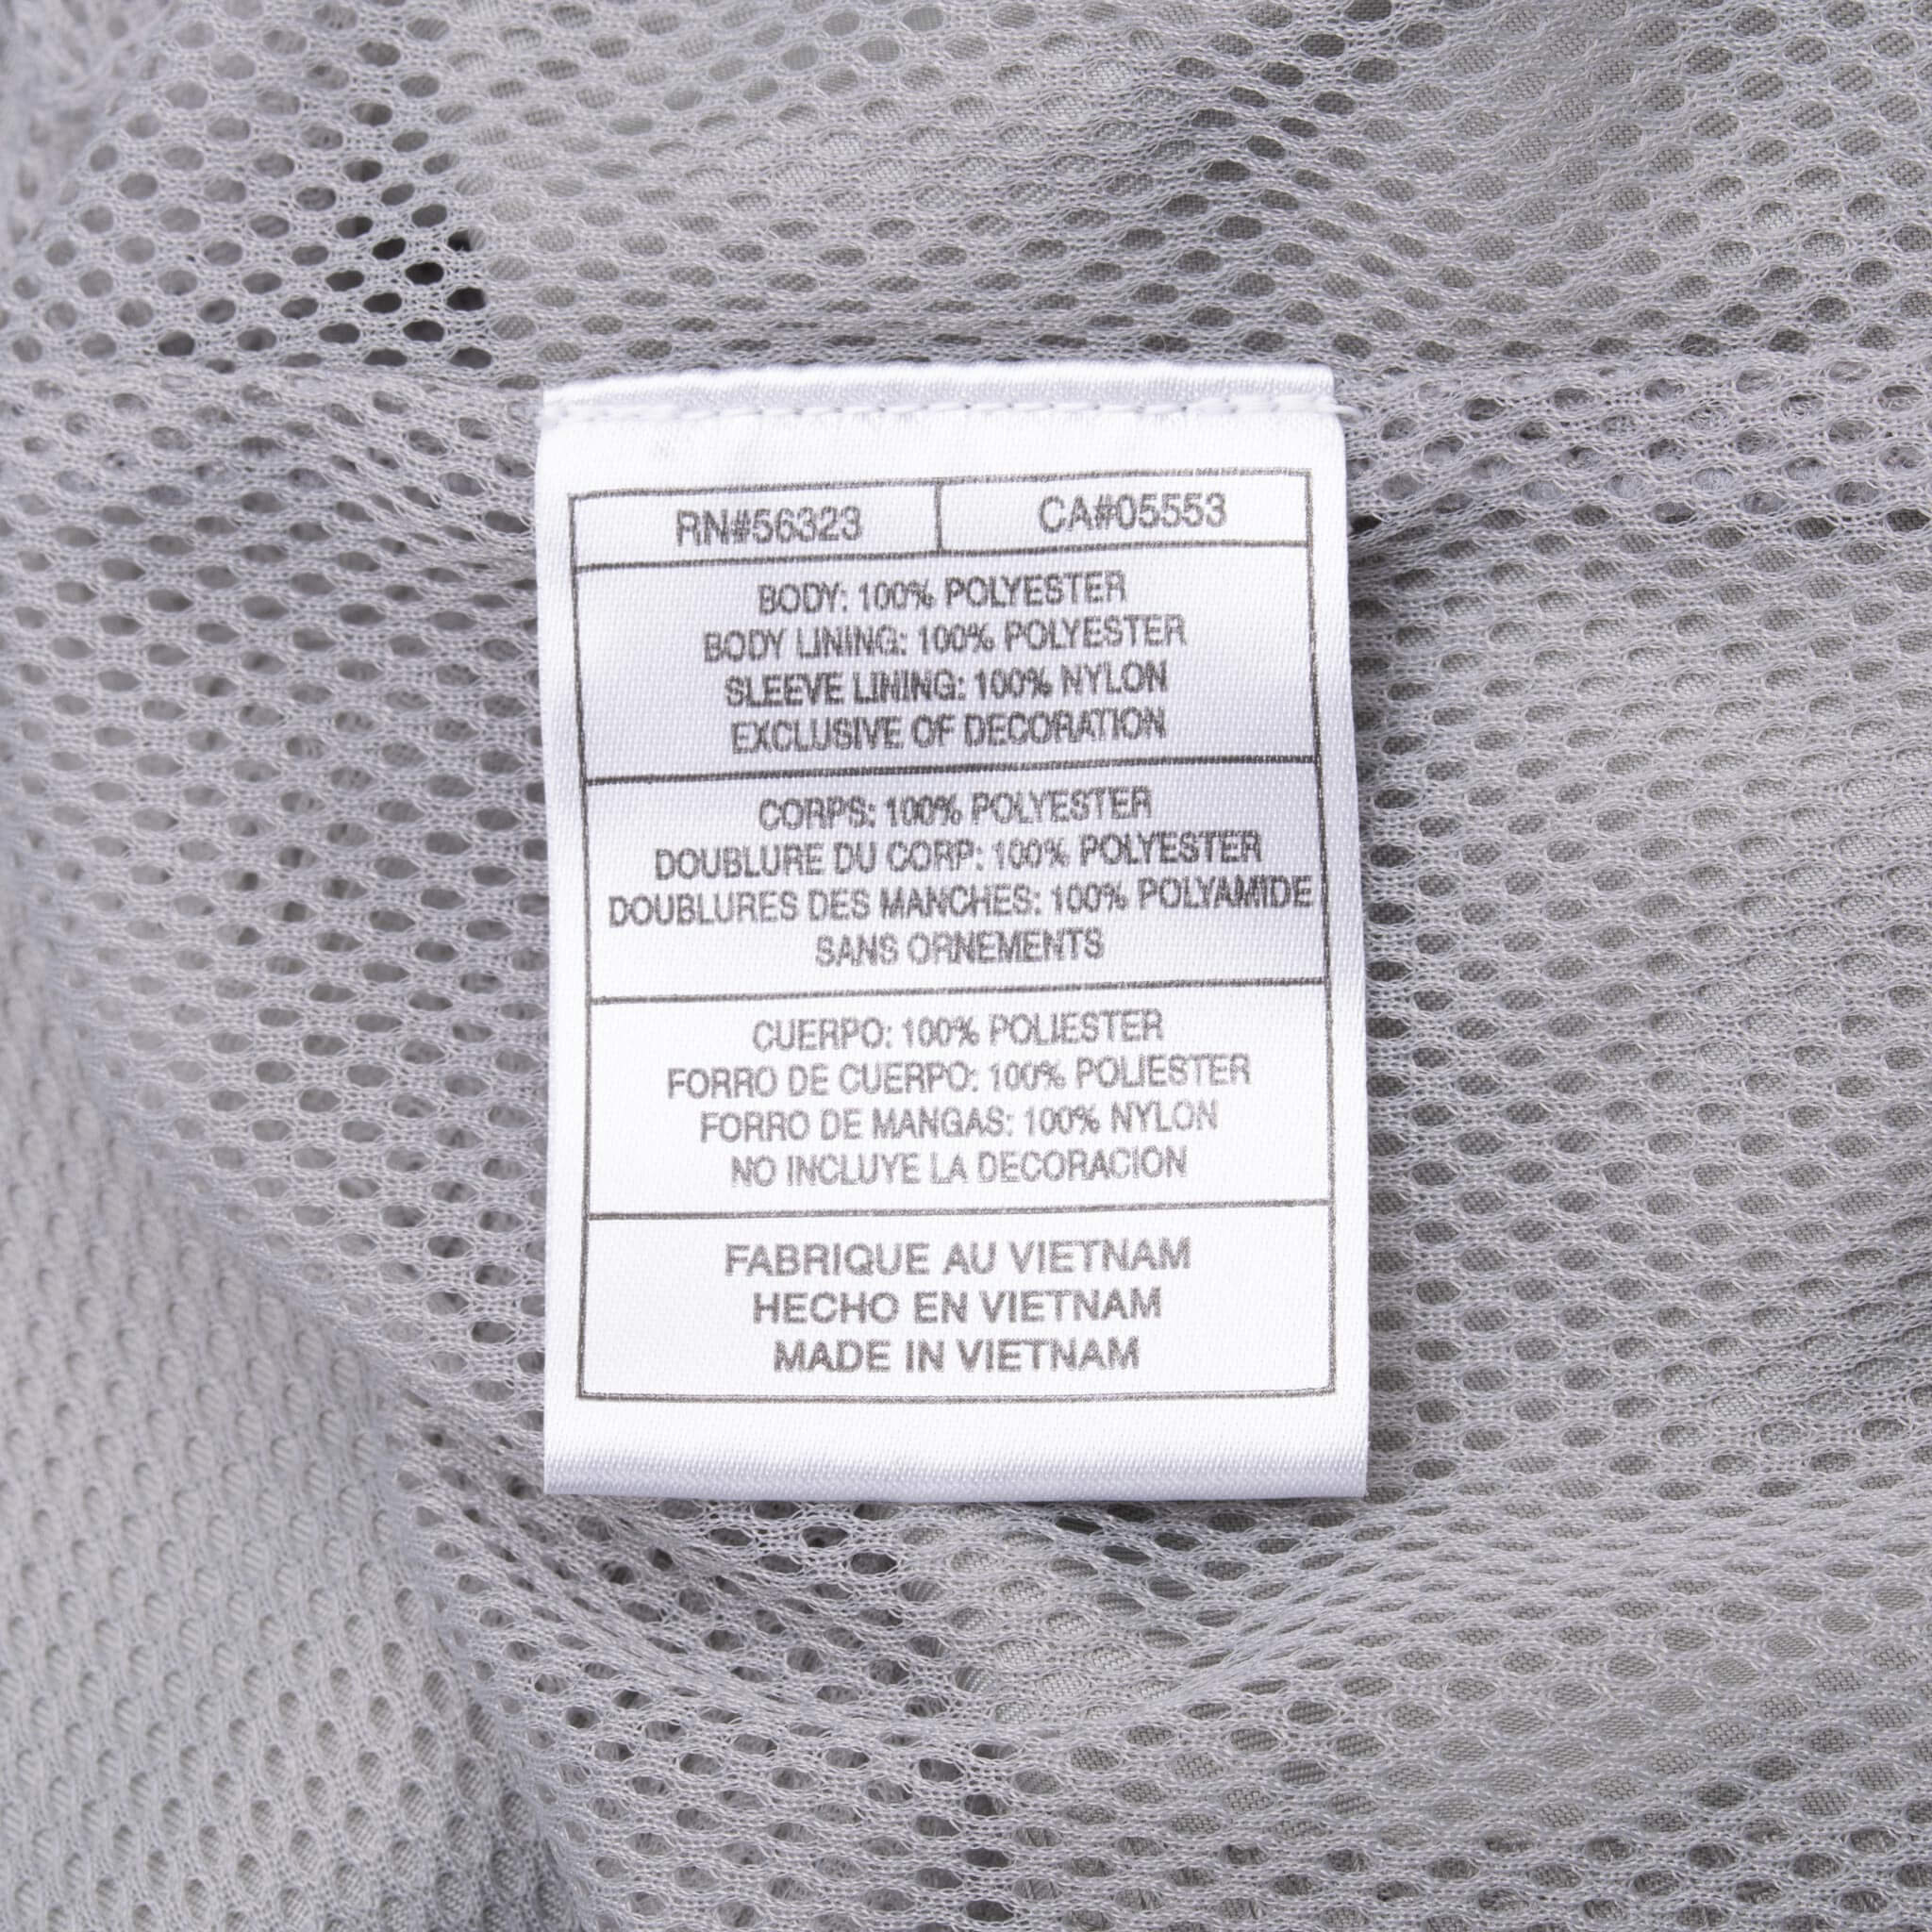 RN#56323 CA#05553
BODY: 100% POLYESTER
BODY LINING: 100% POLYESTER
SLEEVE LINING: 100% NYLON
EXCLUSIVE OF DECORATION
CORPS: 100% POLYESTER
DOUBLURE DU CORP: 100% POLYESTER
DOUBLURES DES MANCHES: 100% POLYAMIDE
SANS ORNEMENTS
CUERPO: 100% POLIESTER
FORRO DE CUERPO: 100% POLIESTER
FORRO DE MANGAS: 100% NYLON
NO INCLUYE LA DECORACION
FABRIQUE AU VIETNAM
HECHO EN VIETNAM
MADE IN VIETNAM